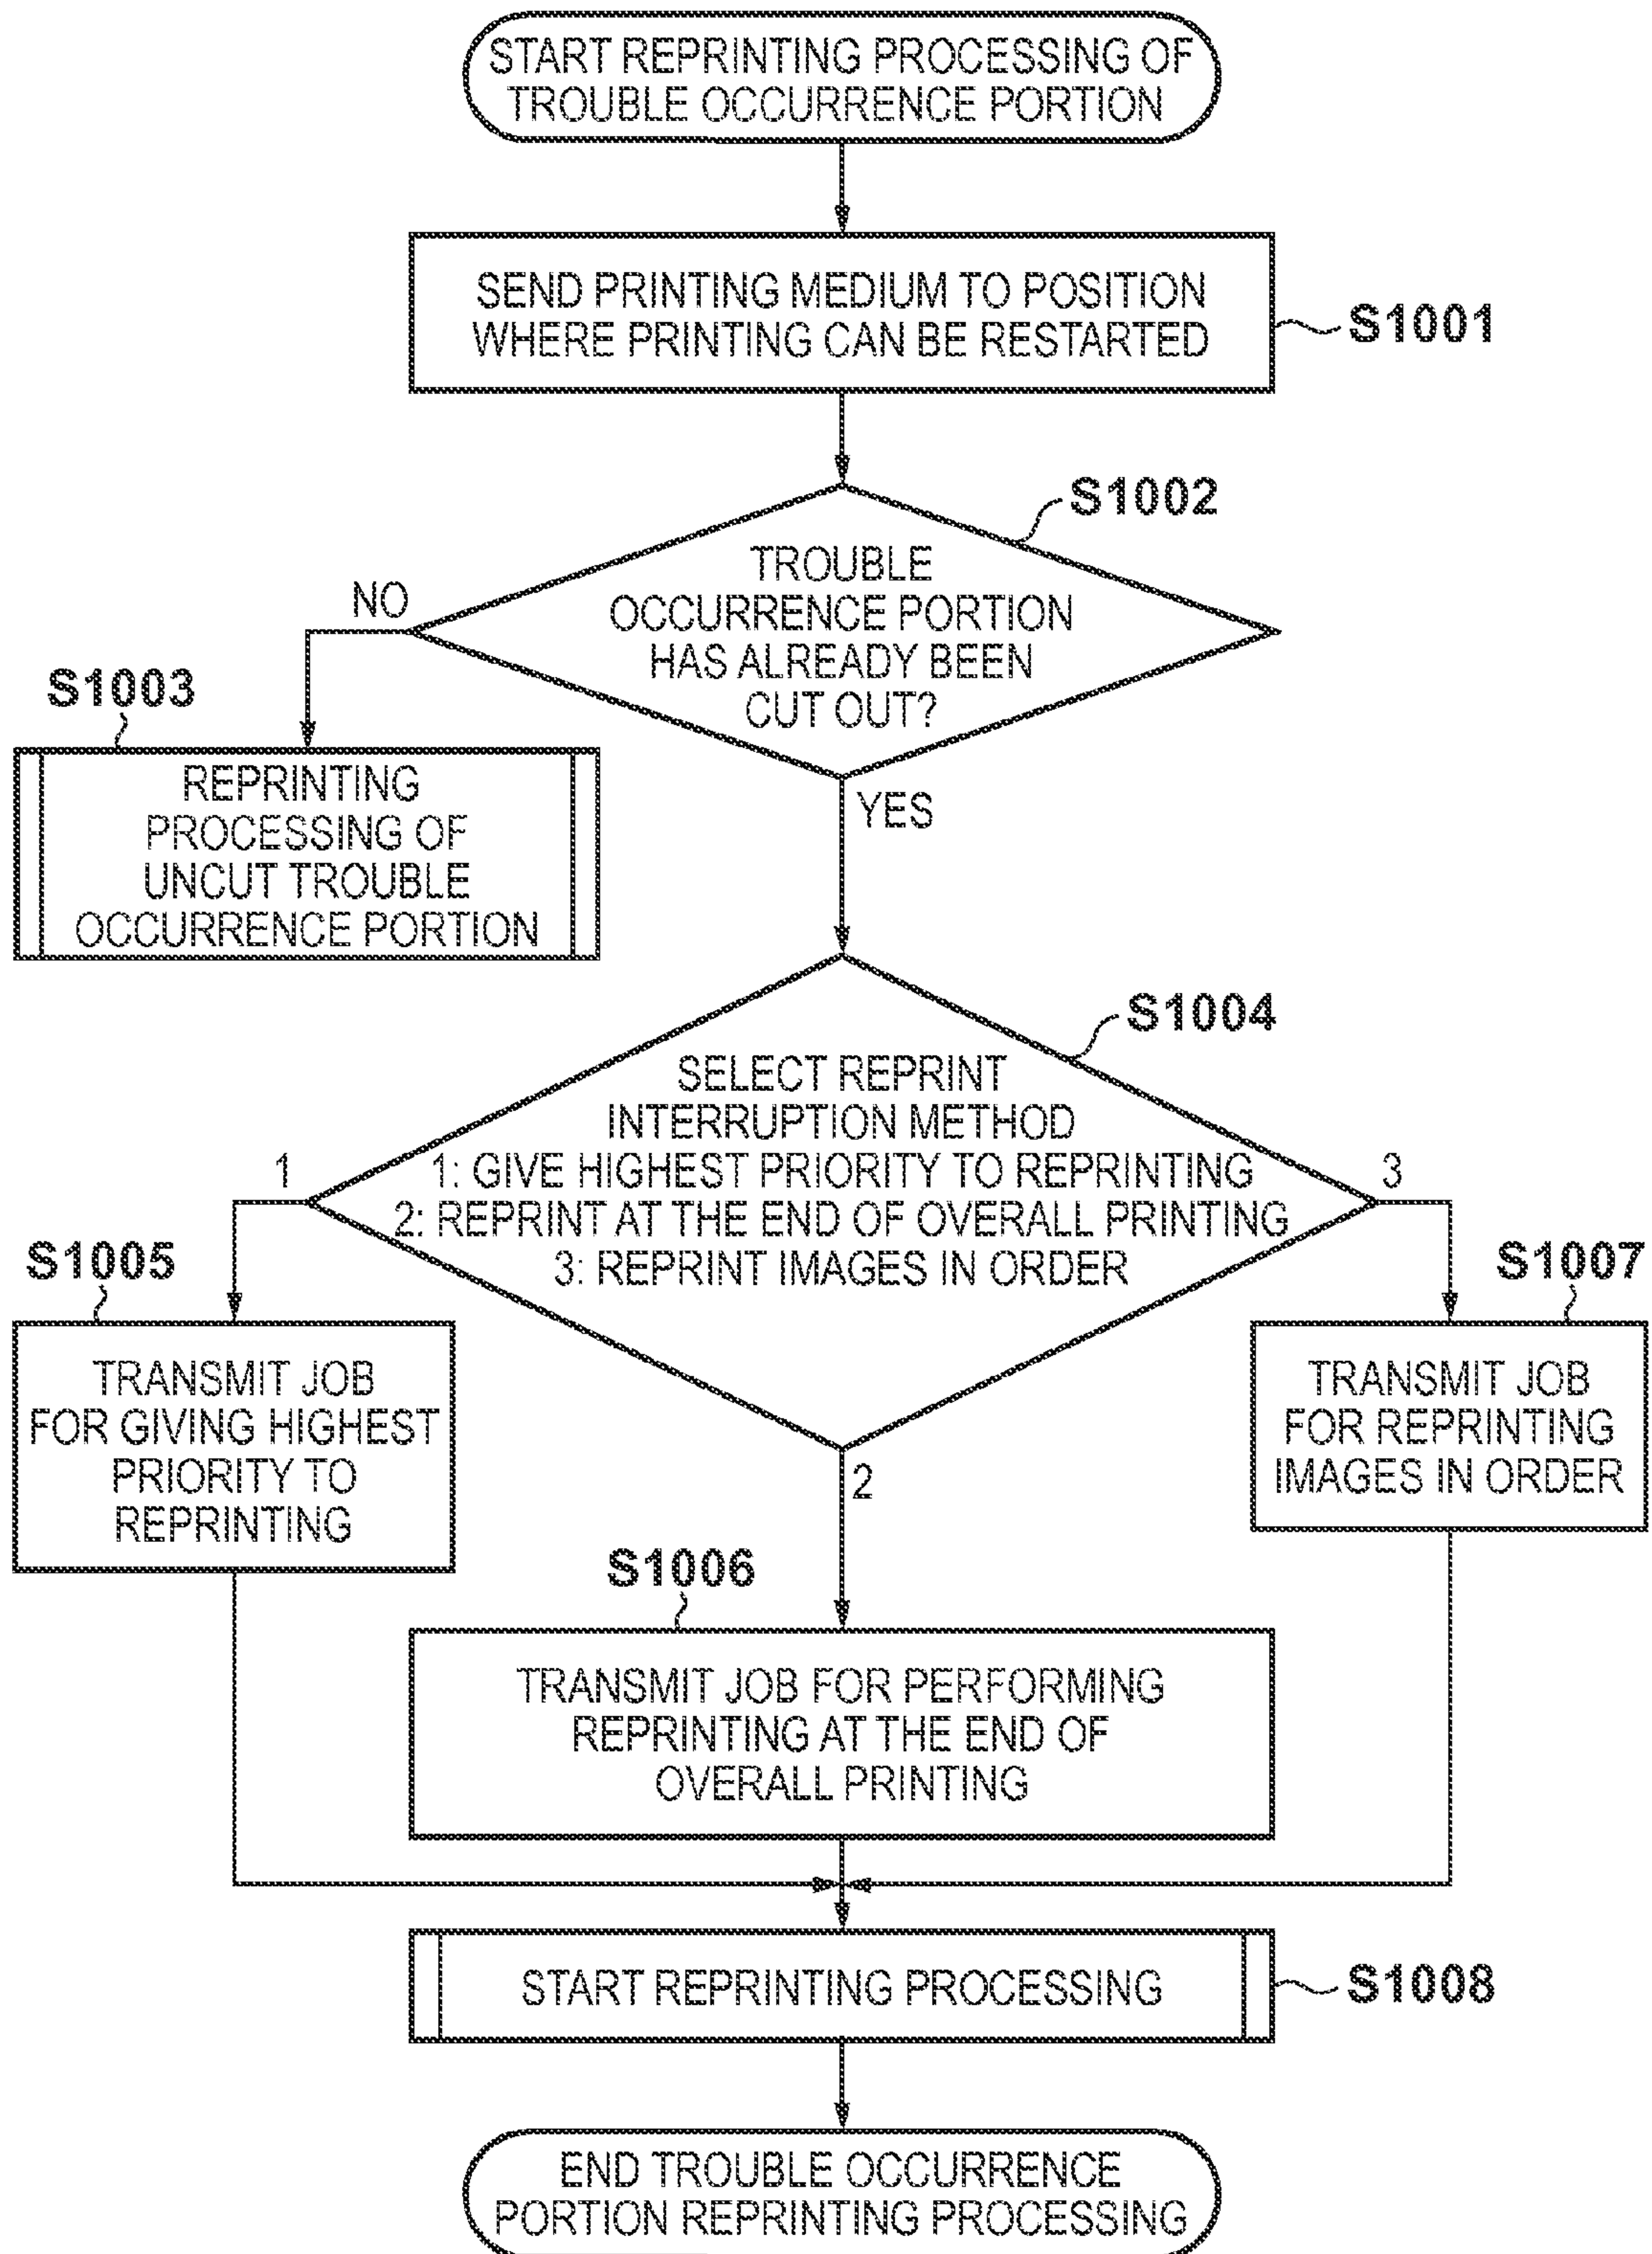 START REPRINTING PROCESSING OF
TROUBLE OCCURRENCE PORTION
SEND PRINTING MEDIUM TO POSITION
WHERE PRINTING CAN BE RESTARTED
S1001
S1002
TROUBLE
OCCURRENCE PORTION
HAS ALREADY BEEN
CUT OUT?
NO
YES
S1003
REPRINTING
PROCESSING OF
UNCUT TROUBLE
OCCURRENCE PORTION
S1004
SELECT REPRINT
INTERRUPTION METHOD
1: GIVE HIGHEST PRIORITY TO REPRINTING
2: REPRINT AT THE END OF OVERALL PRINTING
3: REPRINT IMAGES IN ORDER
1
3
2
S1005
TRANSMIT JOB
FOR GIVING HIGHEST
PRIORITY TO
REPRINTING
S1007
TRANSMIT JOB
FOR REPRINTING
IMAGES IN ORDER
S1006
TRANSMIT JOB FOR PERFORMING
REPRINTING AT THE END OF
OVERALL PRINTING
START REPRINTING PROCESSING
S1008
END TROUBLE OCCURRENCE
PORTION REPRINTING PROCESSING